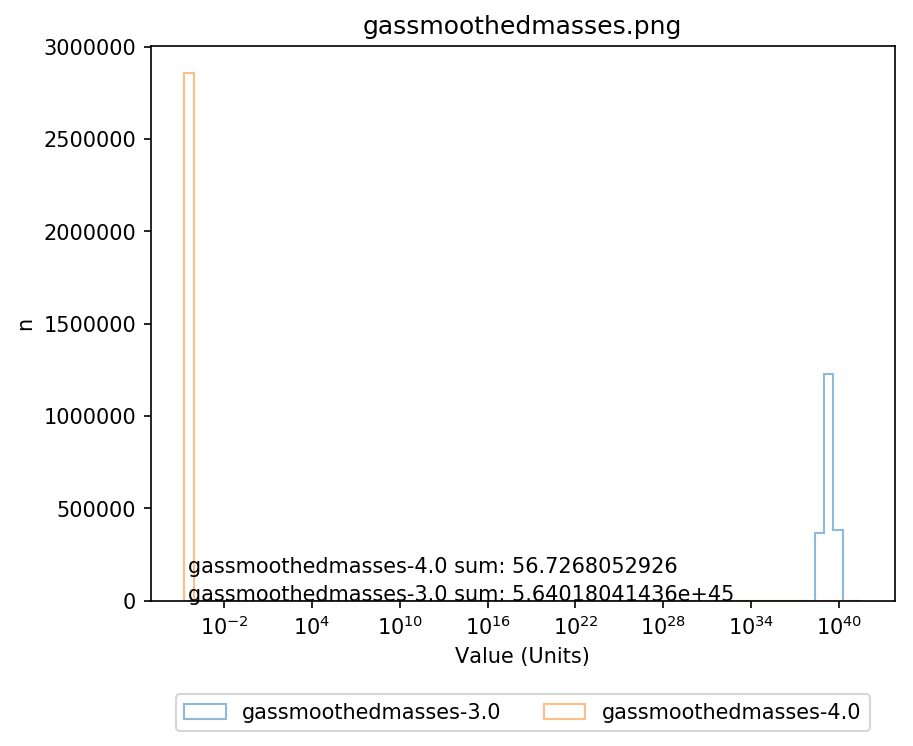 gassmoothedmasses.png
3000000
2500000
2000000
1500000
1000000
500000
0
n
gassmoothedmasses-4.0 sum: 56.7268052926
gassmoothedmasses-3.0 sum: 5.64018041436e+45
10⁻² 10⁴ 10¹⁰ 10¹⁶ 10²² 10²⁸ 10³⁴ 10⁴⁰
Value (Units)
gassmoothedmasses-3.0 gassmoothedmasses-4.0